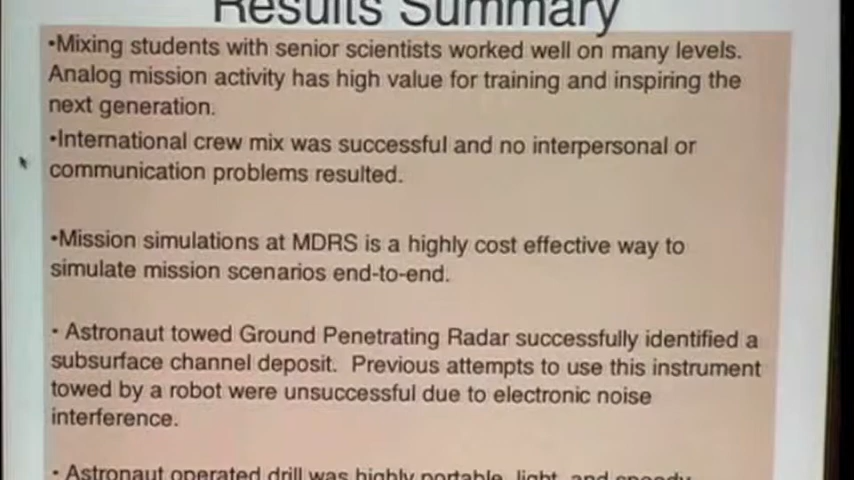 Results Summary
•Mixing students with senior scientists worked well on many levels.
Analog mission activity has high value for training and inspiring the
next generation.
•International crew mix was successful and no interpersonal or
communication problems resulted.
•Mission simulations at MDRS is a highly cost effective way to
simulate mission scenarios end-to-end.
• Astronaut towed Ground Penetrating Radar successfully identified a
subsurface channel deposit. Previous attempts to use this instrument
towed by a robot were unsuccessful due to electronic noise
interference.
• Astronaut operated drill was highly portable, light, and speedy